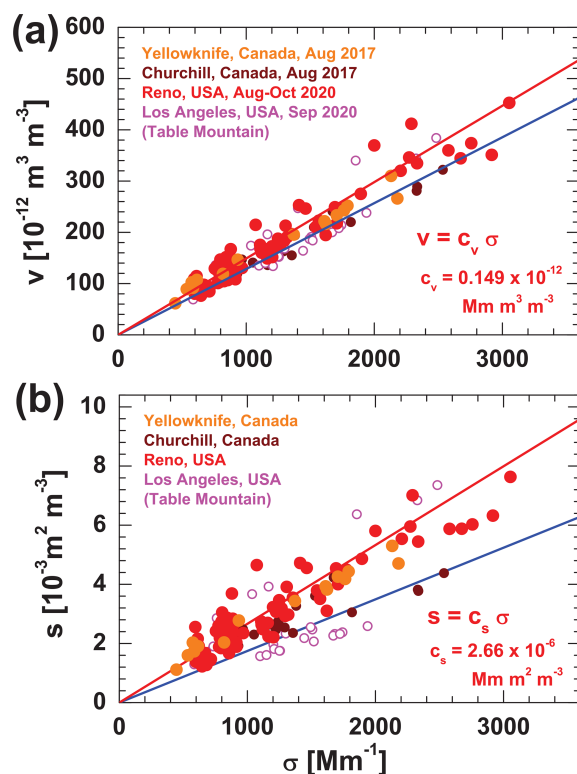 (a)
600
500
400
300
200
100
0
v [10⁻¹² m³ m⁻³]
Yellowknife, Canada, Aug 2017
Churchill, Canada, Aug 2017
Reno, USA, Aug-Oct 2020
Los Angeles, USA, Sep 2020
(Table Mountain)
v = cᵥ σ
cᵥ = 0.149 x 10⁻¹²
Mm m³ m⁻³
0 1000 2000 3000
(b)
10
8
6
4
2
0
s [10⁻³m² m⁻³]
Yellowknife, Canada
Churchill, Canada
Reno, USA
Los Angeles, USA
(Table Mountain)
s = cₛ σ
cₛ = 2.66 x 10⁻⁶
Mm m² m⁻³
0 1000 2000 3000
σ [Mm⁻¹]